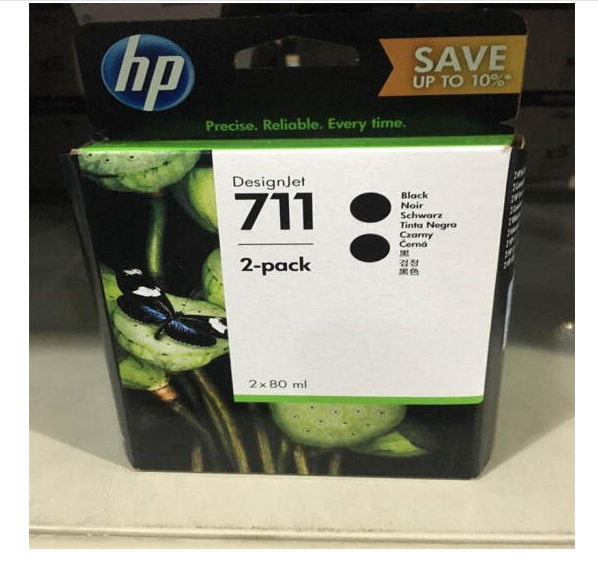 hp
SAVE
UP TO 10%*
Precise. Reliable. Every time.
DesignJet
711
2-pack
Black
Noir
Schwarz
Tinta Negra
Czarny
Černá
黑
검정
黑色
2 x 80 ml